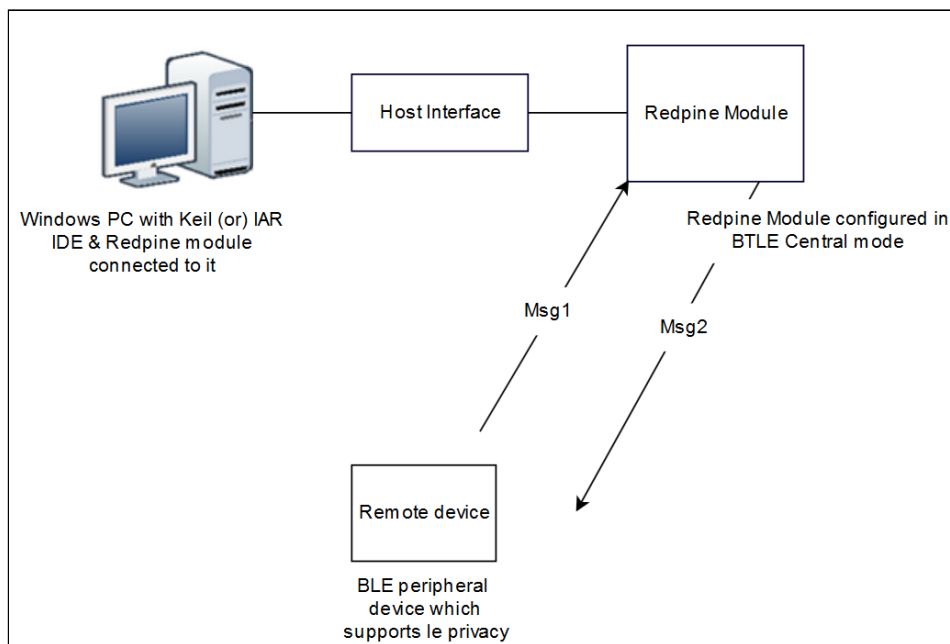 Host Interface
Redpine Module
Windows PC with Keil (or) IAR
IDE & Redpine module
connected to it
Redpine Module configured in
BTLE Central mode
Msg1
Msg2
Remote device
BLE peripheral
device which
supports le privacy